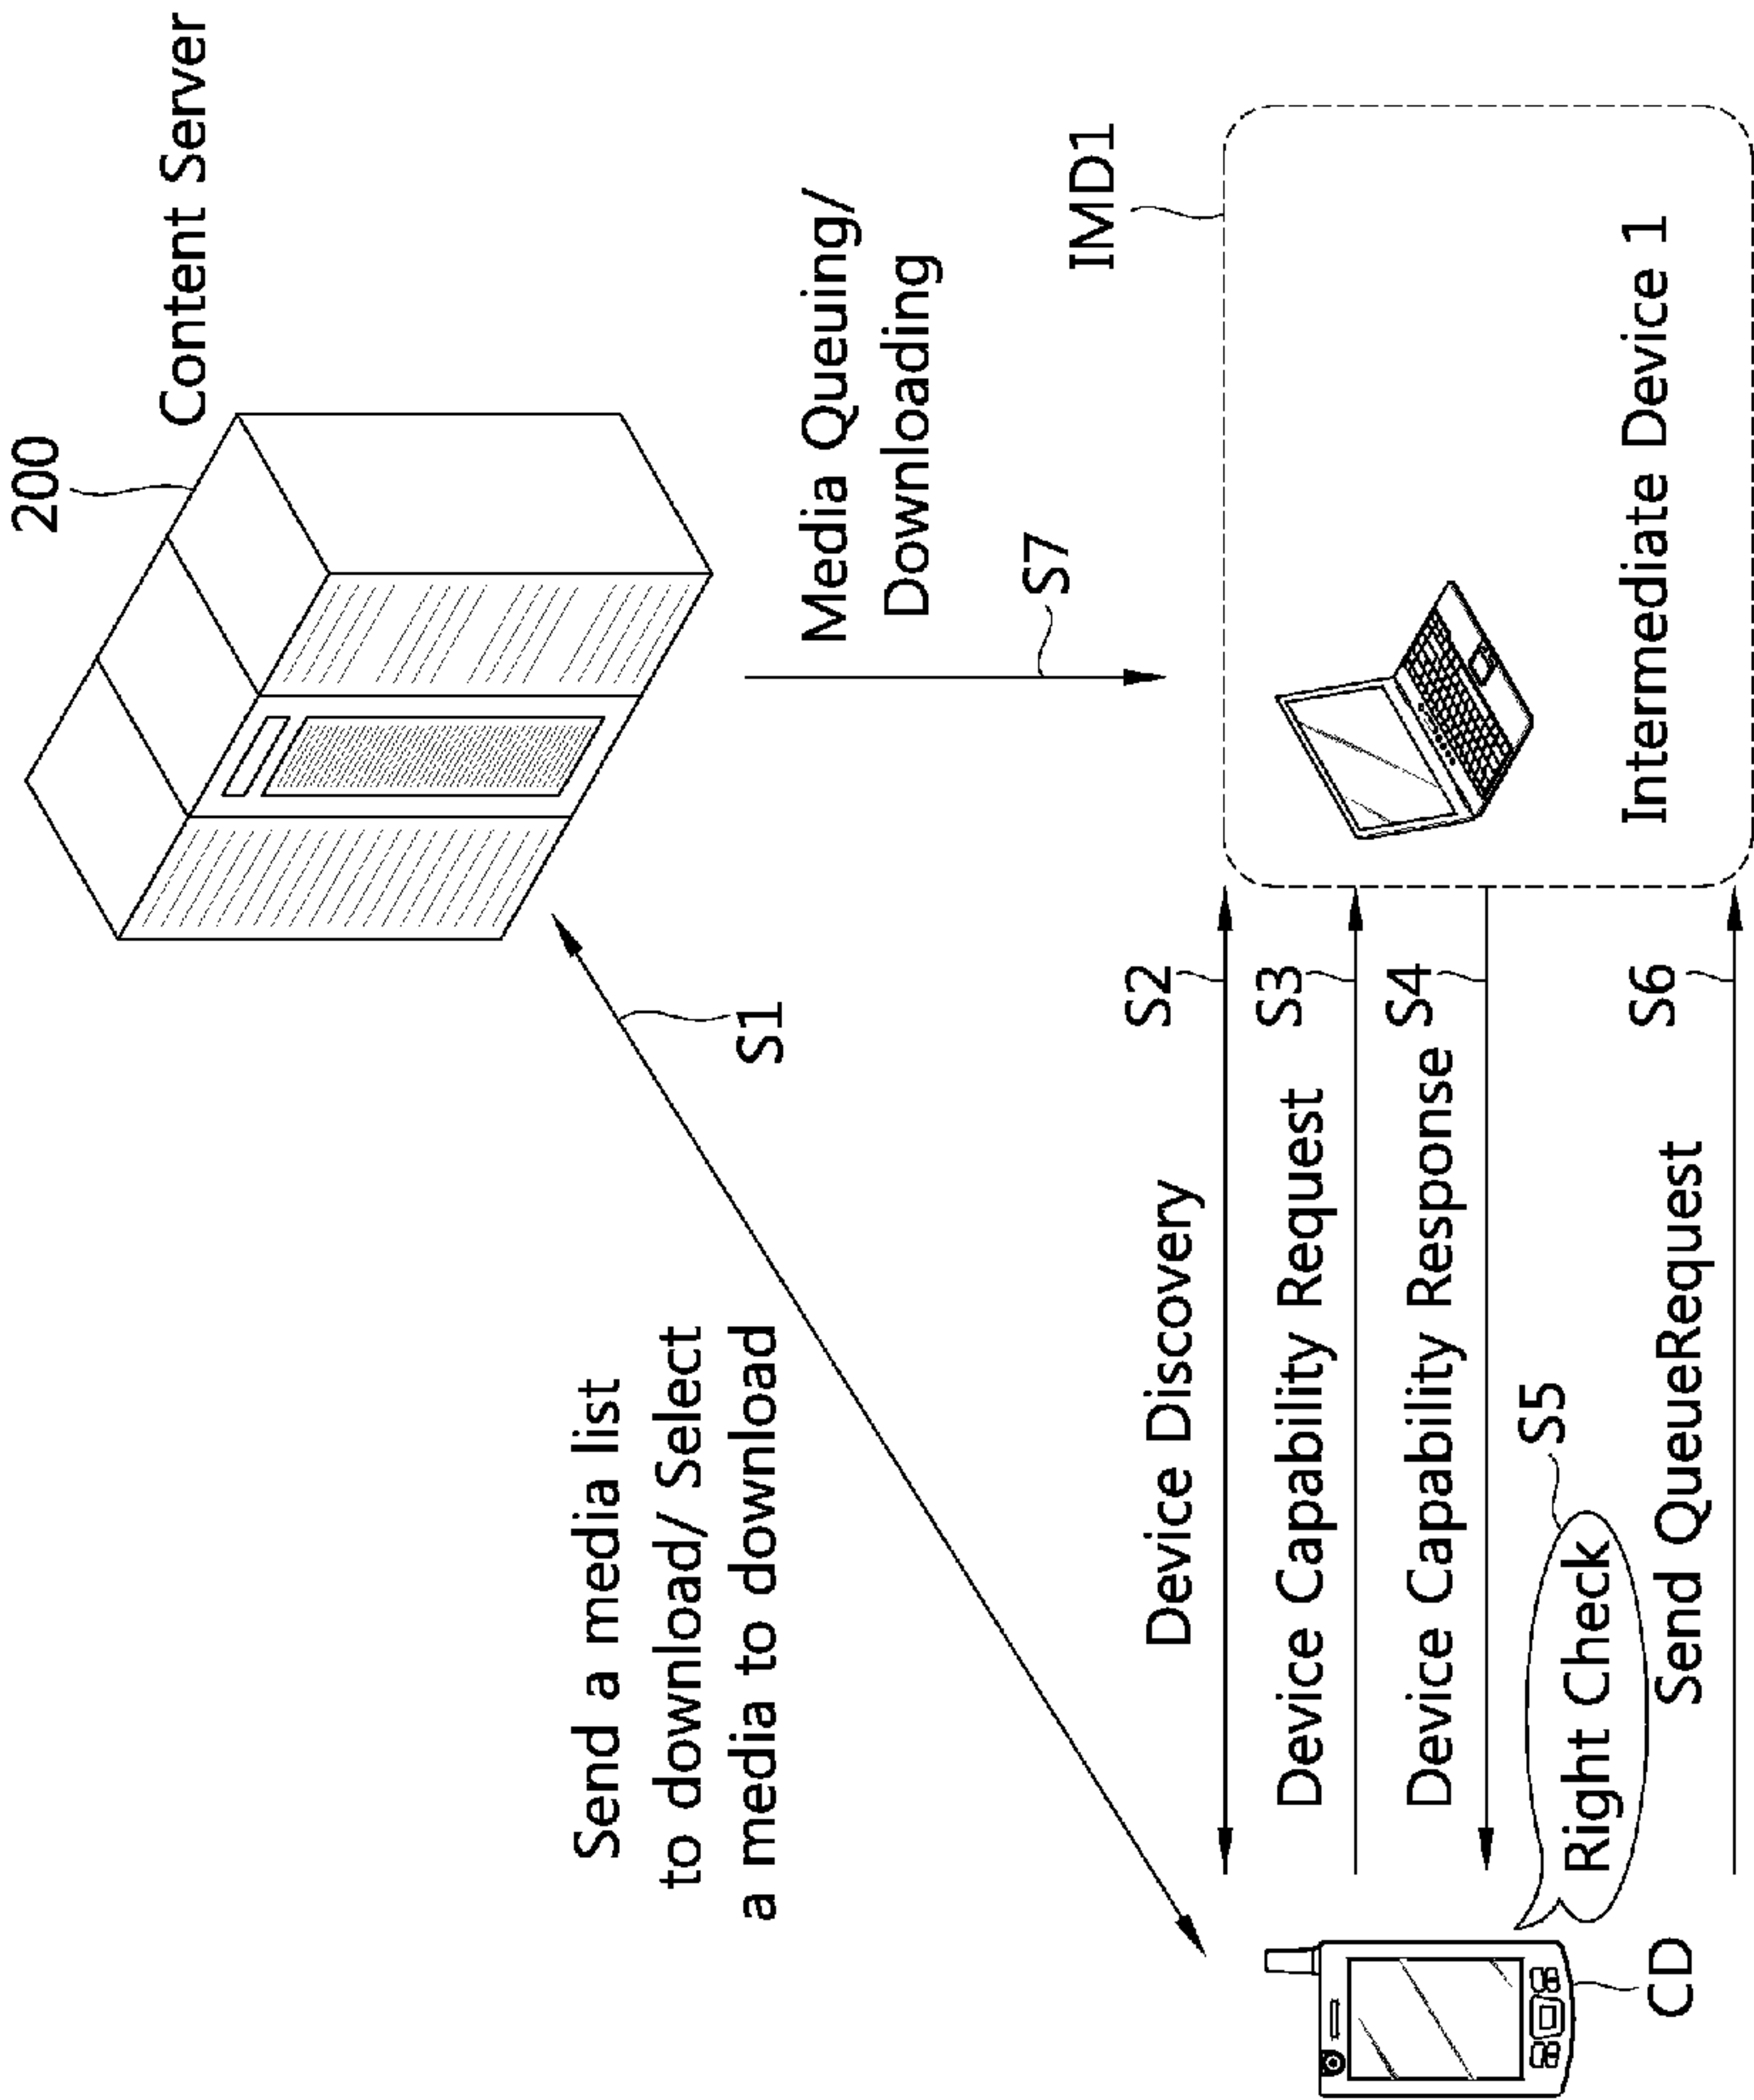 200
Content Server
Send a media list
to download/ Select
a media to download
S1
Media Queuing/
Downloading
S7
IMD1
Device Discovery
S2
Device Capability Request
S3
Device Capability Response
S4
Right Check
S5
Send QueueRequest
S6
Intermediate Device 1
CD